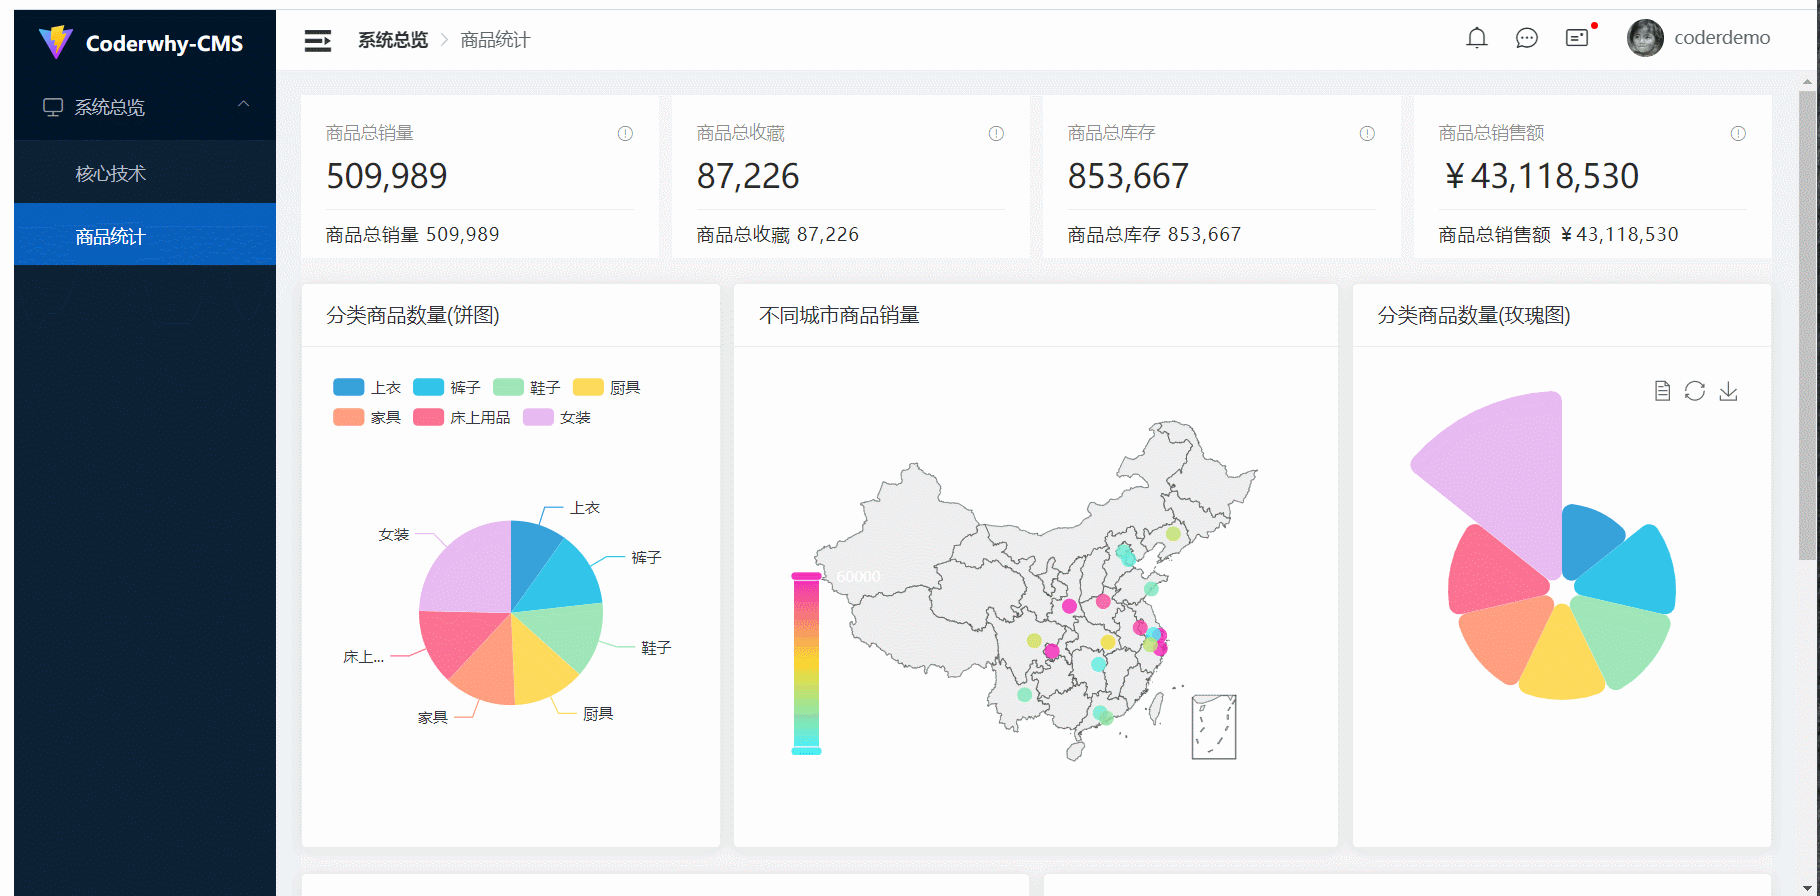 Coderwhy-CMS
系统总览
核心技术
商品统计
系统总览 > 商品统计
coderdemo
商品总销量
509,989
商品总销量 509,989
商品总收藏
87,226
商品总收藏 87,226
商品总库存
853,667
商品总库存 853,667
商品总销售额
￥43,118,530
商品总销售额 ￥43,118,530
分类商品数量(饼图)
上衣 裤子 鞋子 厨具
家具 床上用品 女装
上衣
女装
裤子
鞋子
床上...
家具
厨具
不同城市商品销量
60000
分类商品数量(玫瑰图)